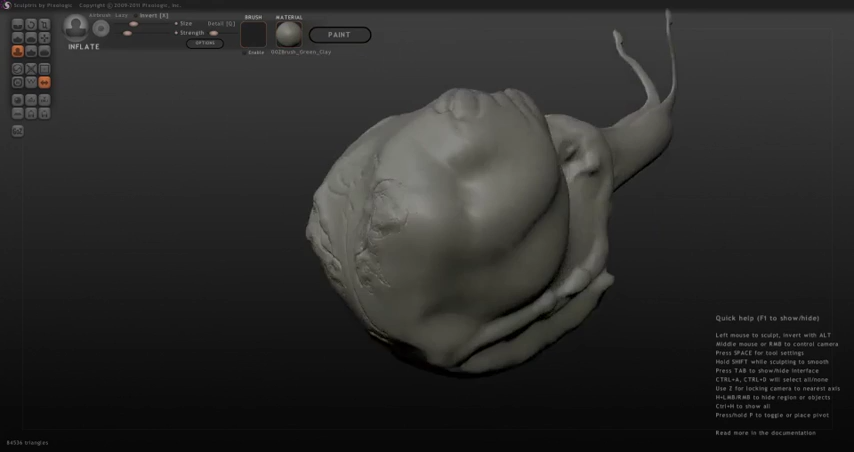 Sculptris by Pixologic. Copyright (c) 2009-2011 Pixologic, Inc.
Airbrush Lazy Invert [X]
Size
Detail [Q]
Strength
OPTIONS
INFLATE
BRUSH
Enable
MATERIAL
002Brush_Green_Clay
PAINT
Quick help (F1 to show/hide)
Left mouse to sculpt, invert with ALT
Middle mouse or RMB to control camera
Press SPACE for tool settings
Hold SHIFT while sculpting to smooth
Press TAB to show/hide interface
CTRL+A, CTRL+D will select all/none
Use Z for locking camera to nearest axis
H+LMB/RMB to hide region or objects
Ctrl+H to show all
Press/hold P to toggle or place pivot
Read more in the documentation
84536 triangles